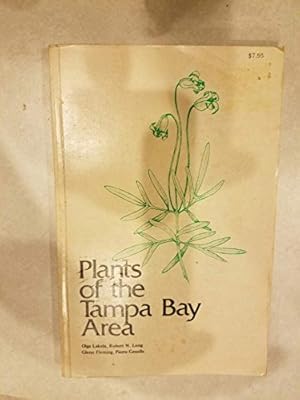 $7.95
Plants
of the
Tampa Bay
Area
Olga Lakela, Robert W. Long
Glenn Fleming, Pierre Genelle